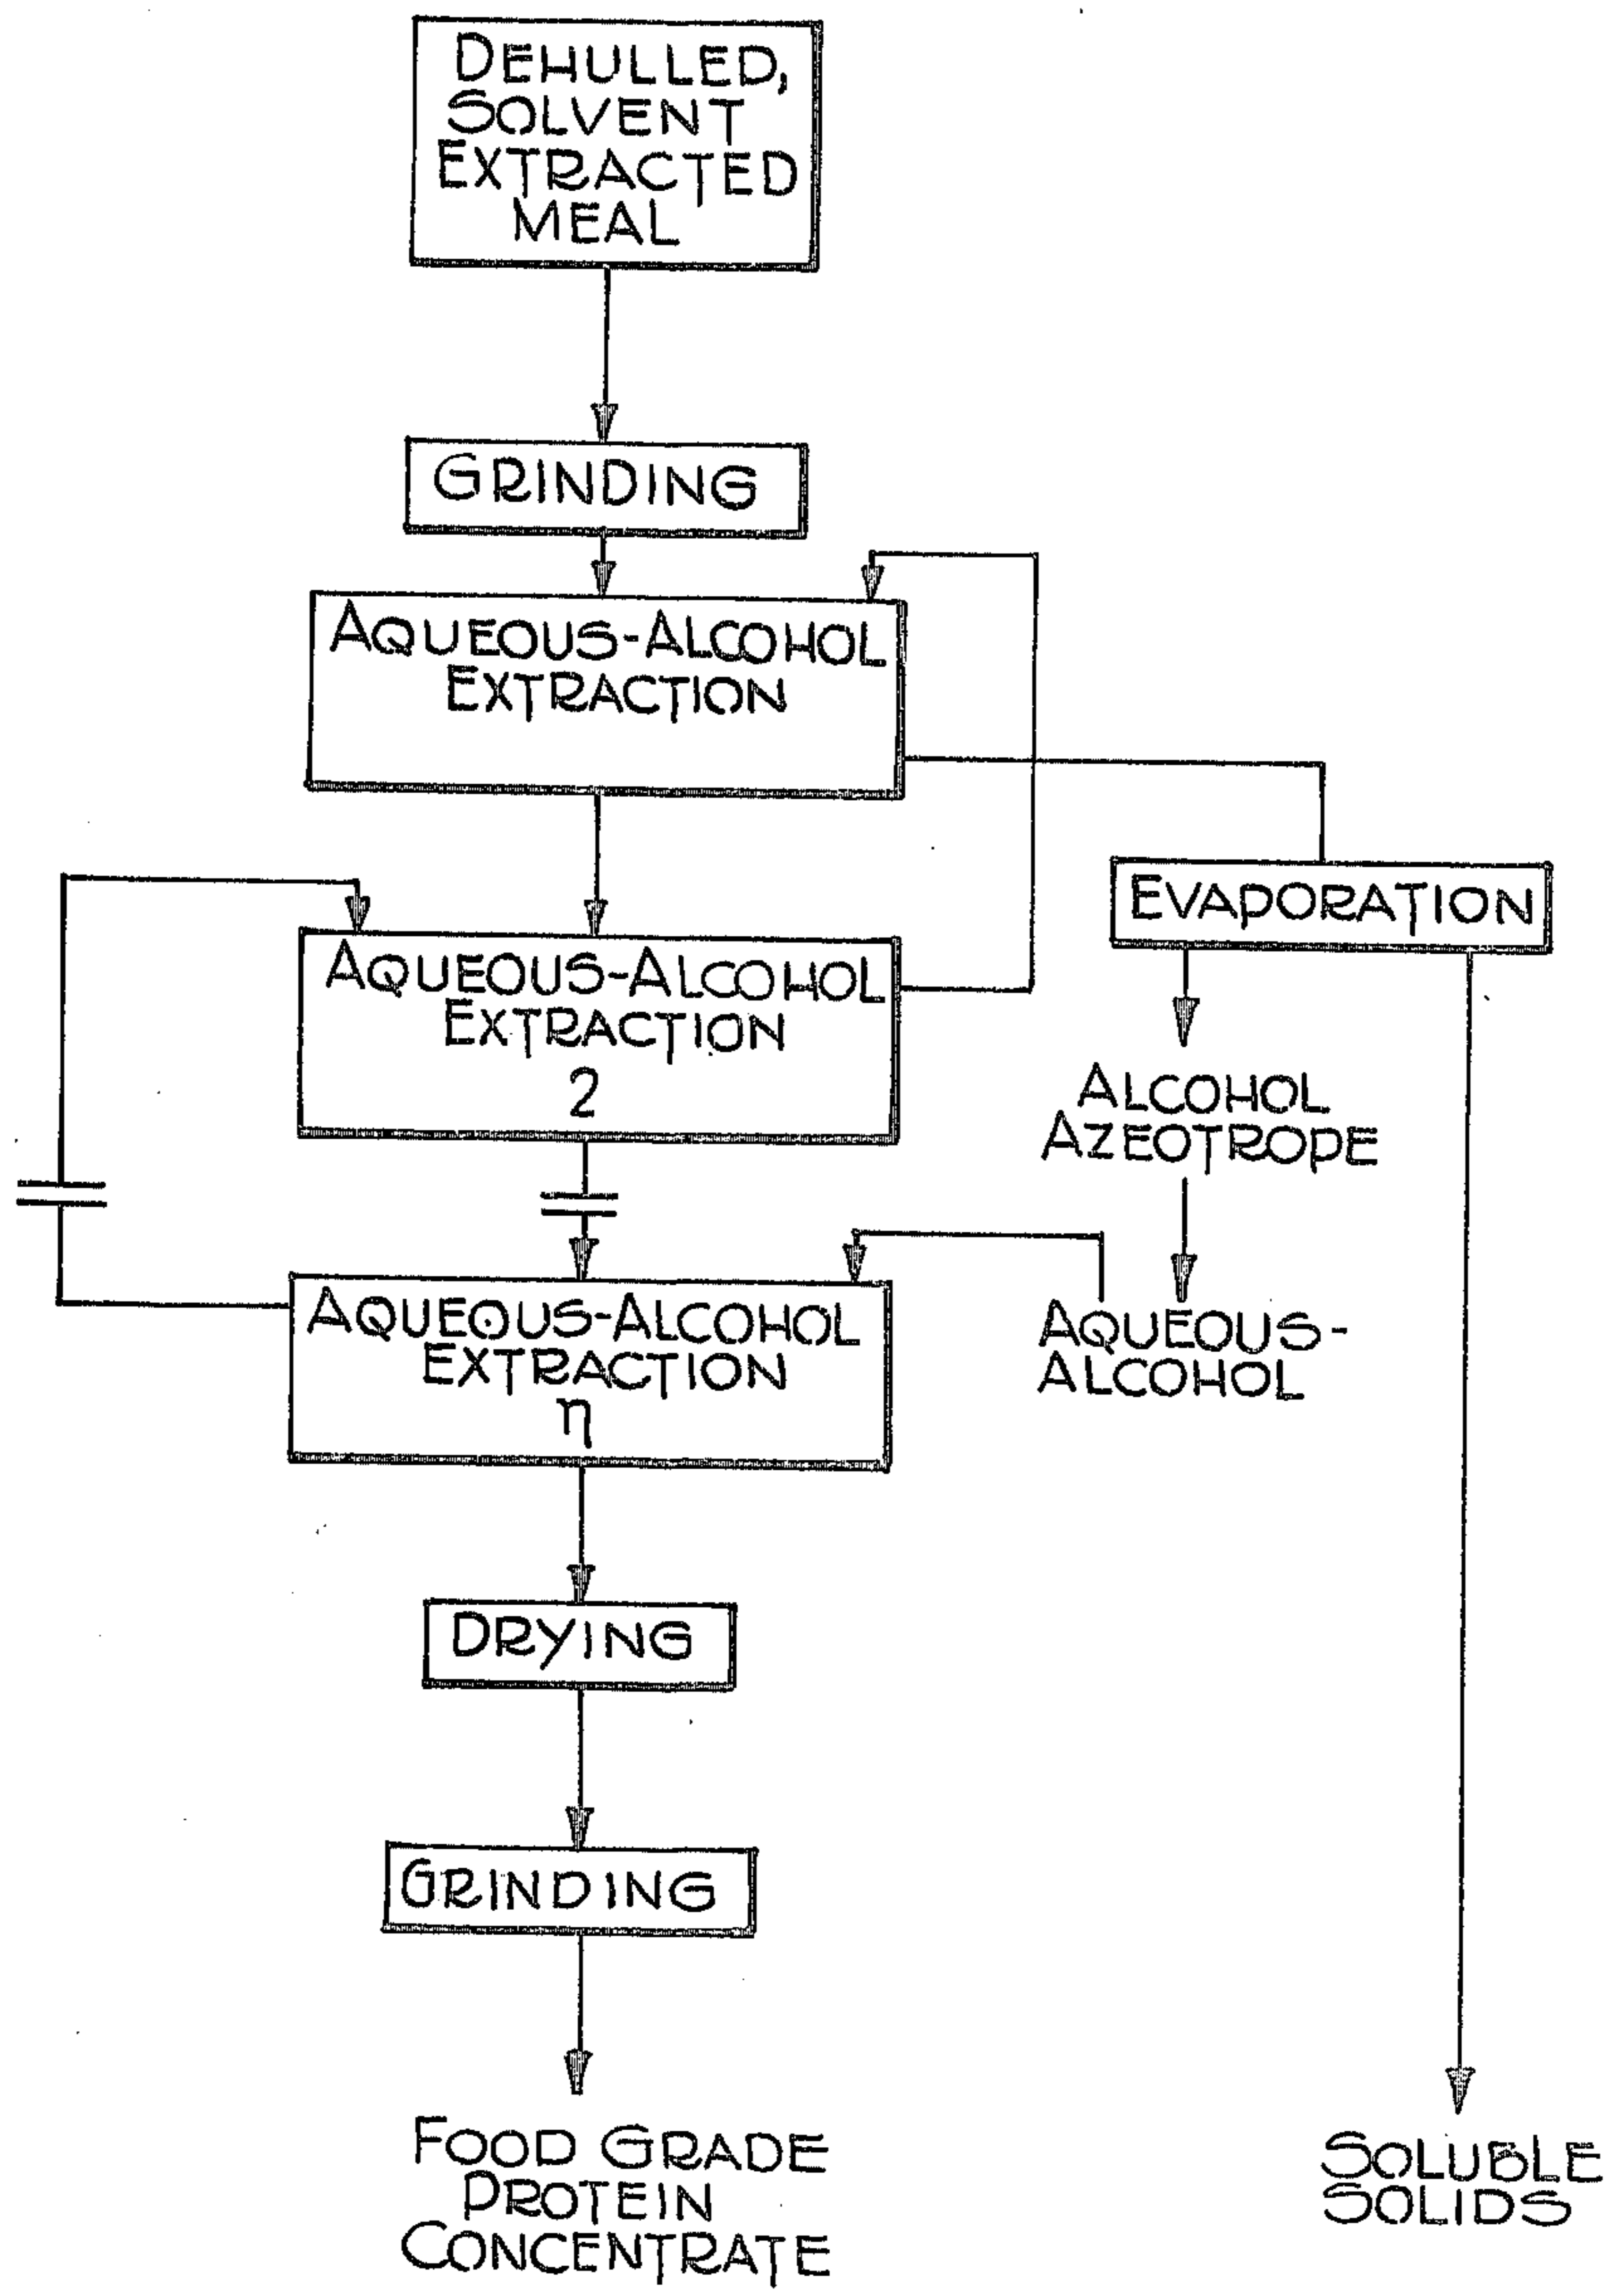 DEHULLED,
SOLVENT
EXTRACTED
MEAL
GRINDING
AQUEOUS-ALCOHOL
EXTRACTION
EVAPORATION
AQUEOUS-ALCOHOL
EXTRACTION
2
ALCOHOL
AZEOTROPE
AQUEOUS-ALCOHOL
EXTRACTION
η
AQUEOUS-
ALCOHOL
DRYING
GRINDING
FOOD GRADE
PROTEIN
CONCENTRATE
SOLUBLE
SOLIDS